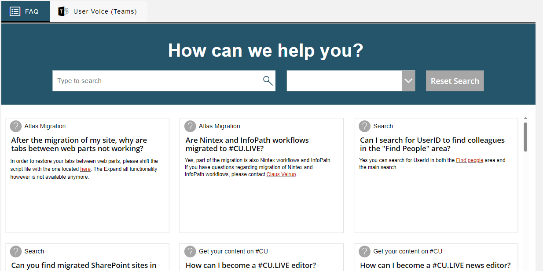 FAQ
User Voice (Teams)
How can we help you?
Type to search
Reset Search
Atlas Migration
After the migration of my site, why are
tabs between web parts not working?
In order to restore your tabs between web parts, please shift the
script file with the one located here. The Expand all functionality
however is not available anymore.
Atlas Migration
Are Nintex and InfoPath workflows
migrated to #CU.LIVE?
Yes, part of the migration is also Nintex workflows and InfoPath.
If you have questions regarding migration of Nintex and
InfoPath workflows, please contact Claus
Search
Can I search for UserID to find colleagues
in the "Find People" area?
Yes you can search for UserID in both the Find people area and
the main search.
Search
Can you find migrated SharePoint sites in
Get your content on #CU
How can I become a #CU.LIVE editor?
Get your content on #CU
How can I become a #CU.LIVE news editor?